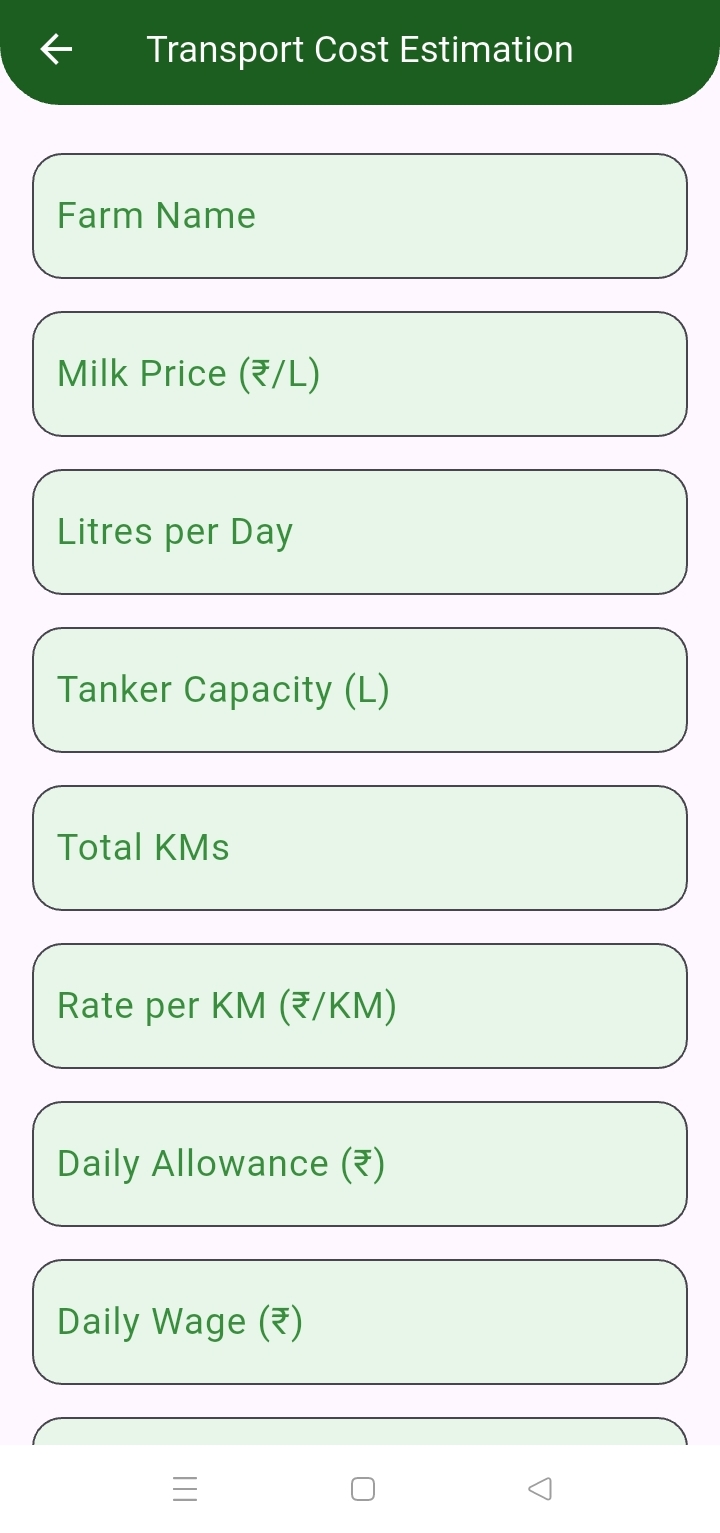 Transport Cost Estimation
Farm Name
Milk Price (₹/L)
Litres per Day
Tanker Capacity (L)
Total KMs
Rate per KM (₹/KM)
Daily Allowance (₹)
Daily Wage (₹)